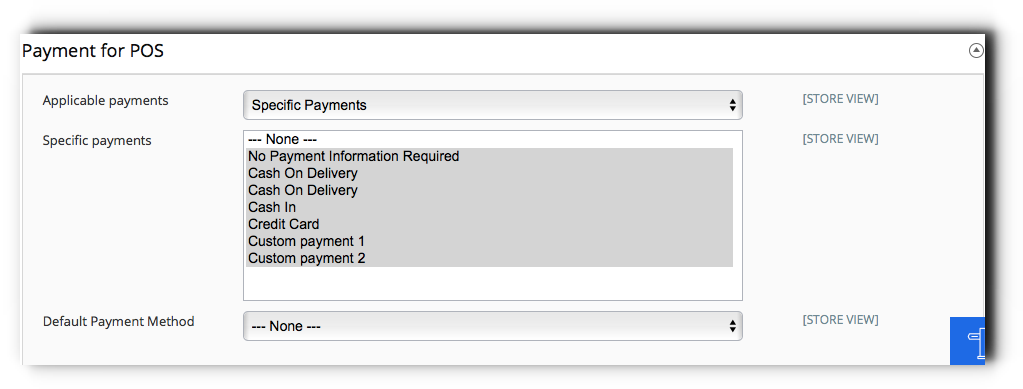 Payment for POS
Applicable payments
Specific Payments
[STORE VIEW]
Specific payments
--- None ---
No Payment Information Required
Cash On Delivery
Cash On Delivery
Cash In
Credit Card
Custom payment 1
Custom payment 2
[STORE VIEW]
Default Payment Method
--- None ---
[STORE VIEW]